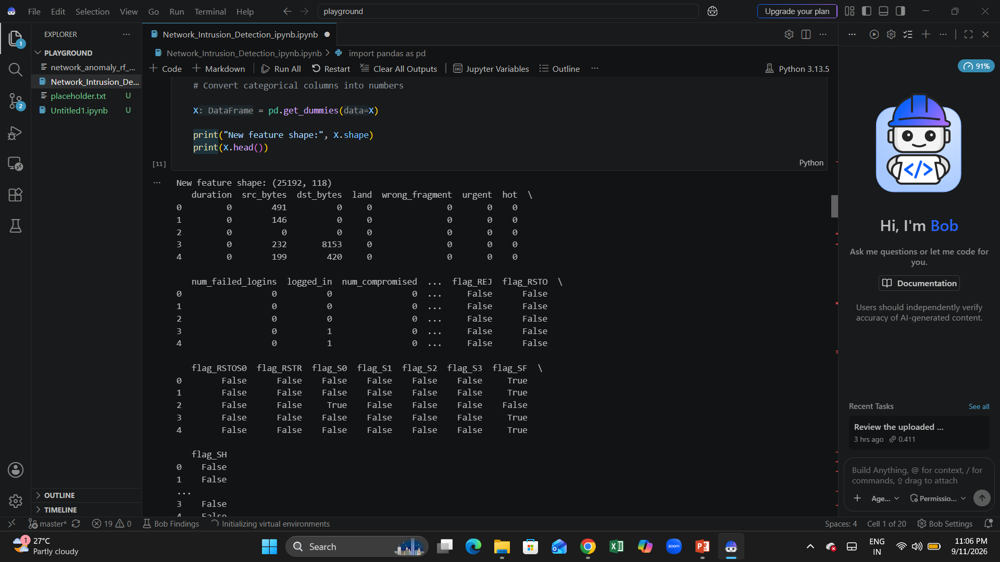 File Edit Selection View Go Run Terminal Help
playground
Upgrade your plan
EXPLORER
PLAYGROUND
network_anomaly_rf_...
Network_Intrusion_De...
placeholder.txt U
Untitled1.ipynb U
OUTLINE
TIMELINE
Network_Intrusion_Detection_ipynb.ipynb
Network_Intrusion_Detection_ipynb.ipynb > import pandas as pd
Code Markdown Run All Restart Clear All Outputs Jupyter Variables Outline ... Python 3.13.5
# Convert categorical columns into numbers
X: DataFrame = pd.get_dummies(data=X)
print("New feature shape:", X.shape)
print(X.head())
[11]
Python
New feature shape: (25192, 118)
duration src_bytes dst_bytes land wrong_fragment urgent hot \
0 0 491 0 0 0 0 0
1 0 146 0 0 0 0 0
2 0 0 0 0 0 0 0
3 0 232 8153 0 0 0 0
4 0 199 420 0 0 0 0
num_failed_logins logged_in num_compromised ... flag_REJ flag_RSTO \
0 0 0 0 ... False False
1 0 0 0 ... False False
2 0 0 0 ... False False
3 0 1 0 ... False False
4 0 1 0 ... False False
flag_RSTOS0 flag_RSTR flag_S0 flag_S1 flag_S2 flag_S3 flag_SF \
0 False False False False False False True
1 False False False False False False True
2 False False True False False False False
3 False False False False False False True
4 False False False False False False True
flag_SH
0 False
1 False
...
3 False
4 False
91%
</>
Hi, I'm Bob
Ask me questions or let me code for
you.
Documentation
Users should independently verify
accuracy of AI-generated content.
Recent Tasks See all
Review the uploaded ...
3 hrs ago 0.411
Build Anything, @ for context, / for
commands, ⇧ drag to attach
Age... Permissio...
1
2
master* 19 0 Bob Findings Initializing virtual environments
Spaces: 4 Cell 1 of 20 Bob Settings
1
27°C
Partly cloudy
Search
zoom
ENG
IN
11:06 PM
9/11/2026